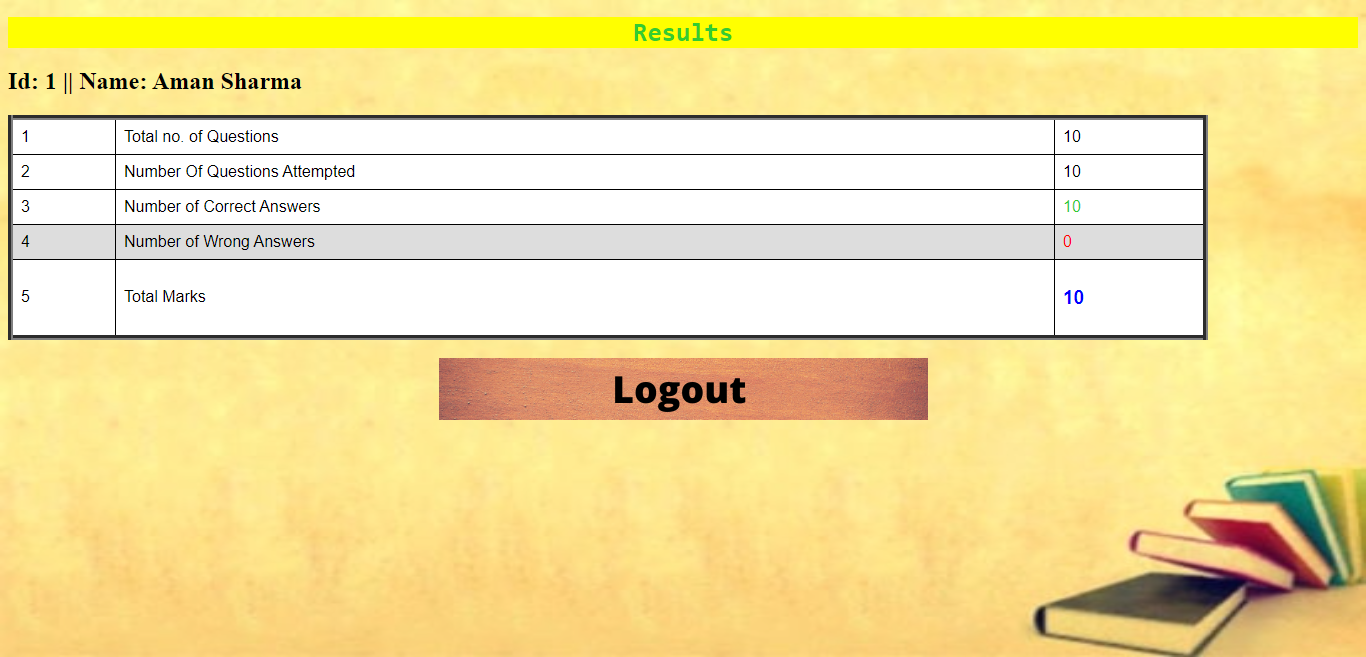 Results
Id: 1 || Name: Aman Sharma
1 Total no. of Questions 10
2 Number Of Questions Attempted 10
3 Number of Correct Answers 10
4 Number of Wrong Answers 0
5 Total Marks 10
Logout